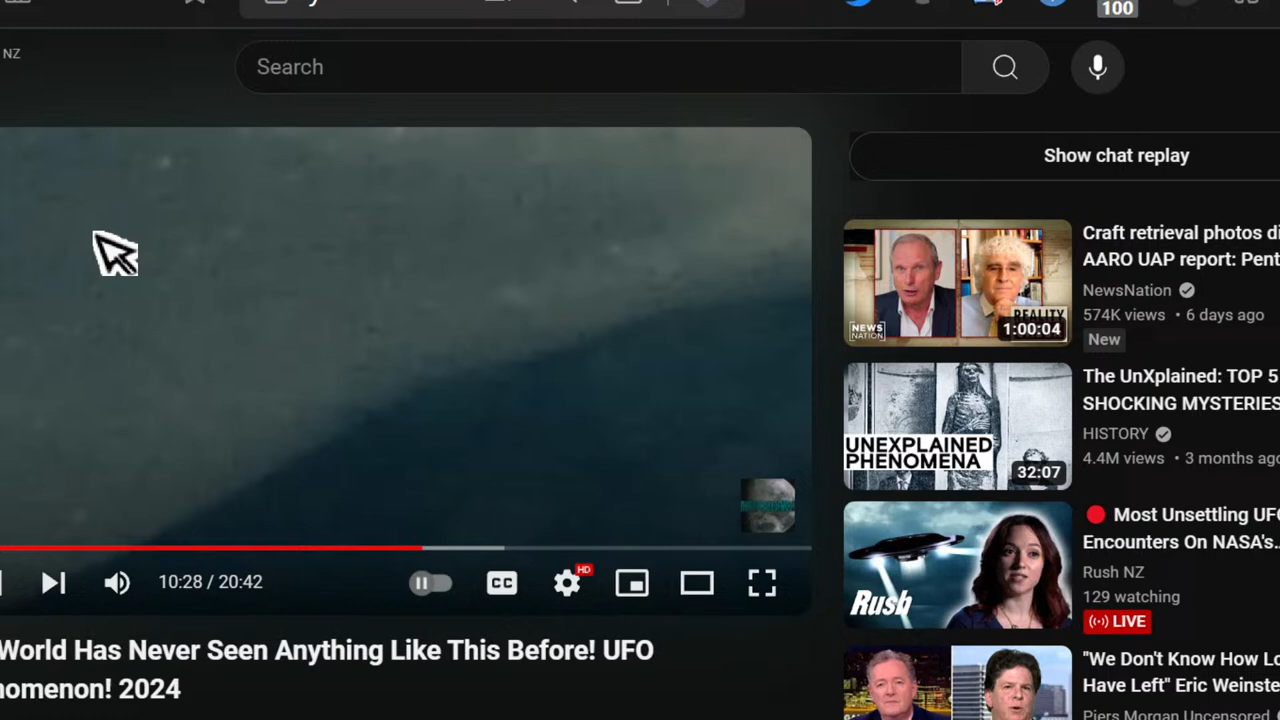 100
NZ
Search
Show chat replay
Craft retrieval photos di
AARO UAP report: Pent
NewsNation
574K views • 6 days ago
New
NEWS
NATION
REALITY
1:00:04
The UnXplained: TOP 5
SHOCKING MYSTERIES
HISTORY
4.4M views • 3 months ago
UNEXPLAINED
PHENOMENA
32:07
Most Unsettling UFO
Encounters On NASA's...
Rush NZ
129 watching
LIVE
Rush
"We Don't Know How Lo
Have Left" Eric Weinste
Piers Morgan Uncensored
10:28 / 20:42
CC
HD
World Has Never Seen Anything Like This Before! UFO
nomenon! 2024